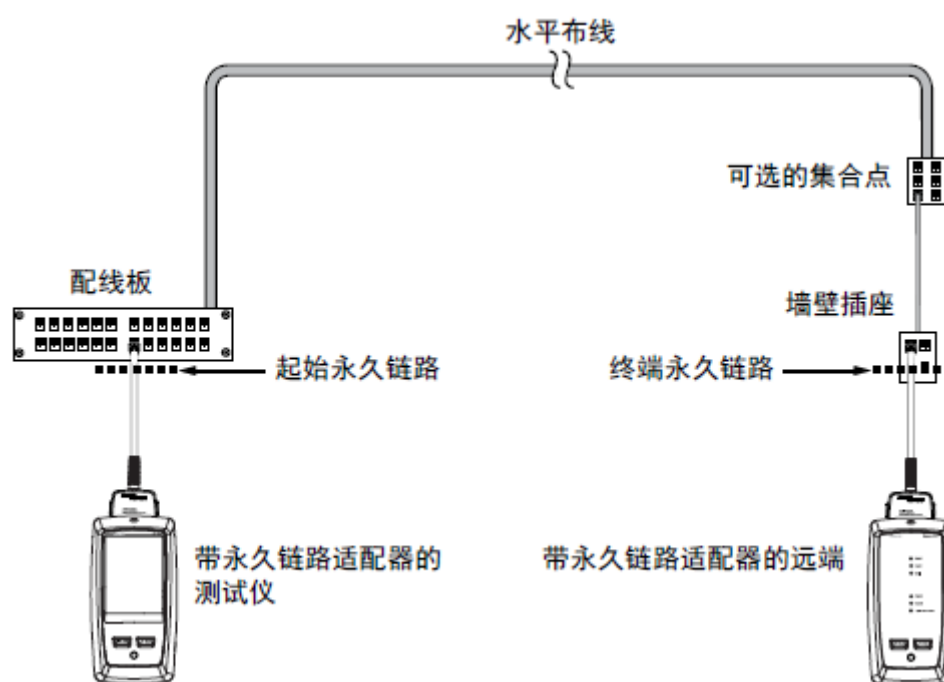 水平布线
可选的集合点
配线板
墙壁插座
起始永久链路
终端永久链路
带永久链路适配器的
测试仪
带永久链路适配器的远端